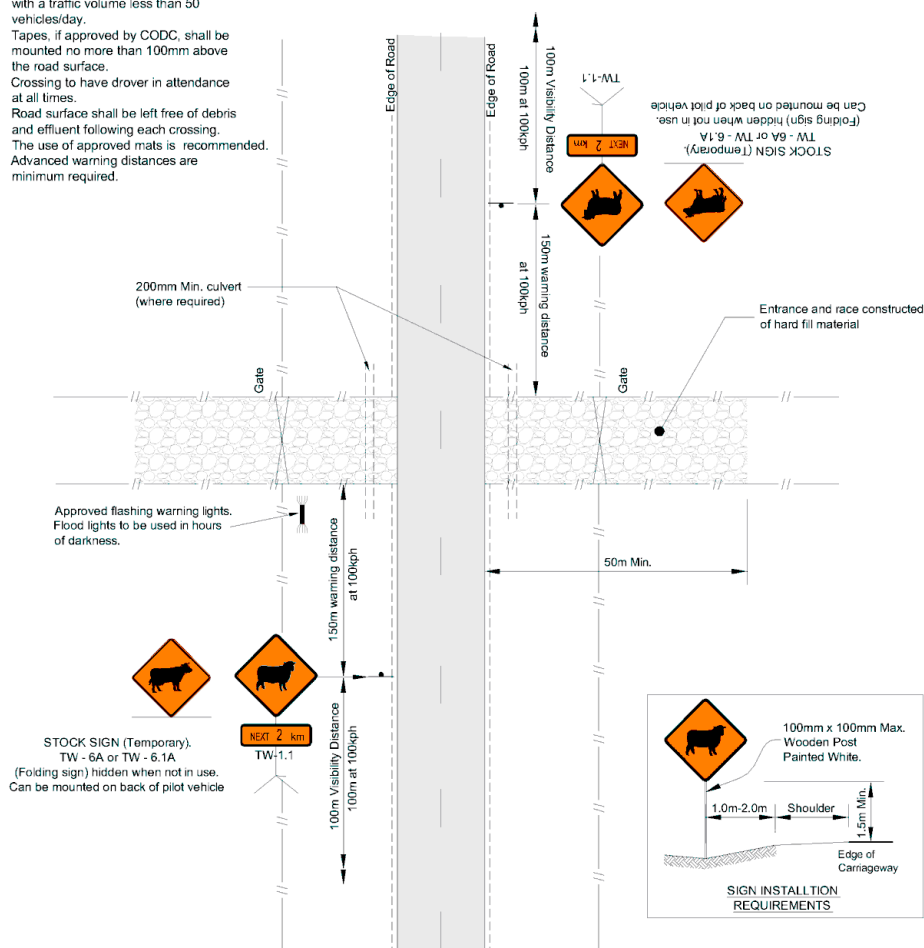 with a traffic volume less than 50
vehicles/day.
Tapes, if approved by CODC, shall be
mounted no more than 100mm above
the road surface.
Crossing to have drover in attendance
at all times.
Road surface shall be left free of debris
and effluent following each crossing.
The use of approved mats is recommended.
Advanced warning distances are
minimum required.
Edge of Road
Edge of Road
100m Visibility Distance
100m at 100kph
TW-1.1
NEXT 2 km
STOCK SIGN (Temporary).
TW - 6A or TW - 6.1A
(Folding sign) hidden when not in use.
Can be mounted on back of pilot vehicle
150m warning distance
at 100kph
200mm Min. culvert
(where required)
Entrance and race constructed
of hard fill material
Gate
Gate
Approved flashing warning lights.
Flood lights to be used in hours
of darkness.
50m Min.
150m warning distance
at 100kph
NEXT 2 km
TW-1.1
STOCK SIGN (Temporary).
TW - 6A or TW - 6.1A
(Folding sign) hidden when not in use.
Can be mounted on back of pilot vehicle
100m Visibility Distance
100m at 100kph
100mm x 100mm Max.
Wooden Post
Painted White.
1.0m-2.0m
Shoulder
1.5m Min.
Edge of
Carriageway
SIGN INSTALLTION
REQUIREMENTS